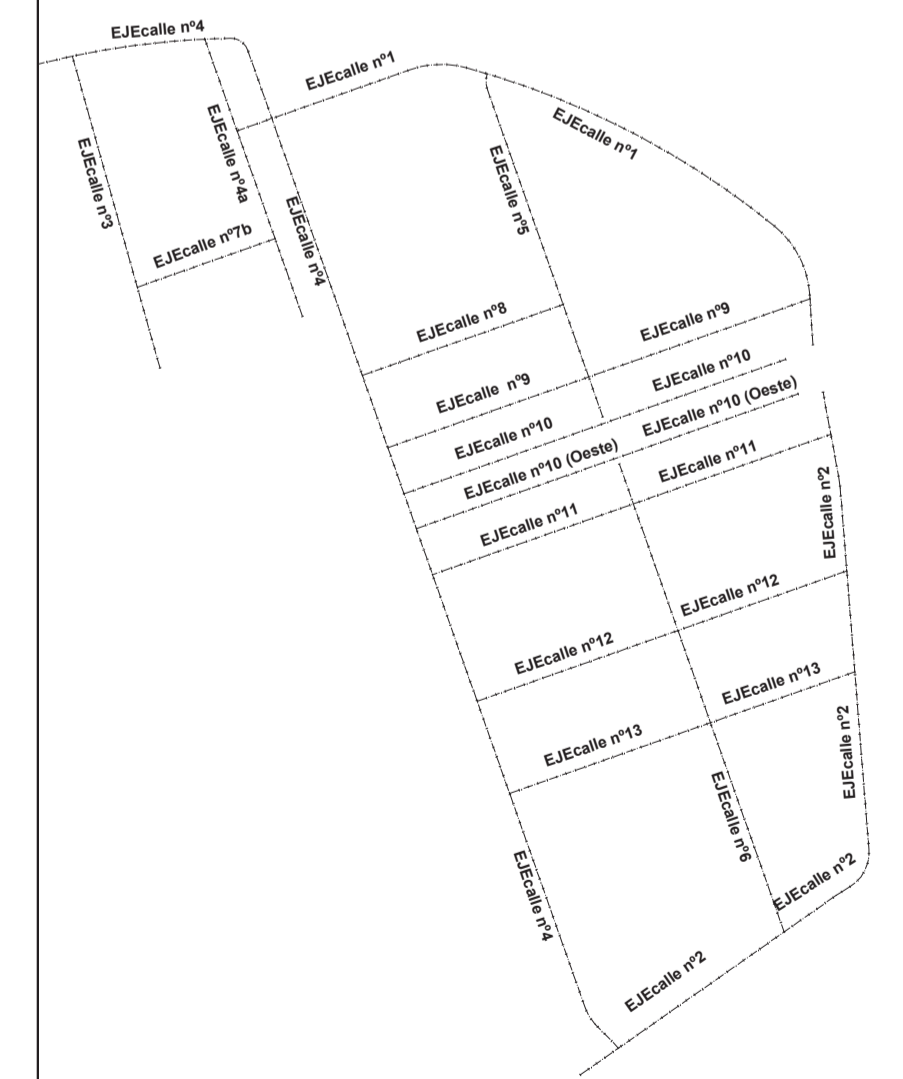 EJEcalle nº4
EJEcalle nº1
EJEcalle nº1
EJEcalle nº4a
EJEcalle nº3
EJEcalle nº5
EJEcalle nº7b
EJEcalle nº4
EJEcalle nº8
EJEcalle nº9
EJEcalle nº10
EJEcalle nº9
EJEcalle nº10 (Oeste)
EJEcalle nº10
EJEcalle nº10 (Oeste)
EJEcalle nº11
EJEcalle nº11
EJEcalle nº2
EJEcalle nº12
EJEcalle nº12
EJEcalle nº13
EJEcalle nº13
EJEcalle nº2
EJEcalle nº6
EJEcalle nº4
EJEcalle nº2
EJEcalle nº2